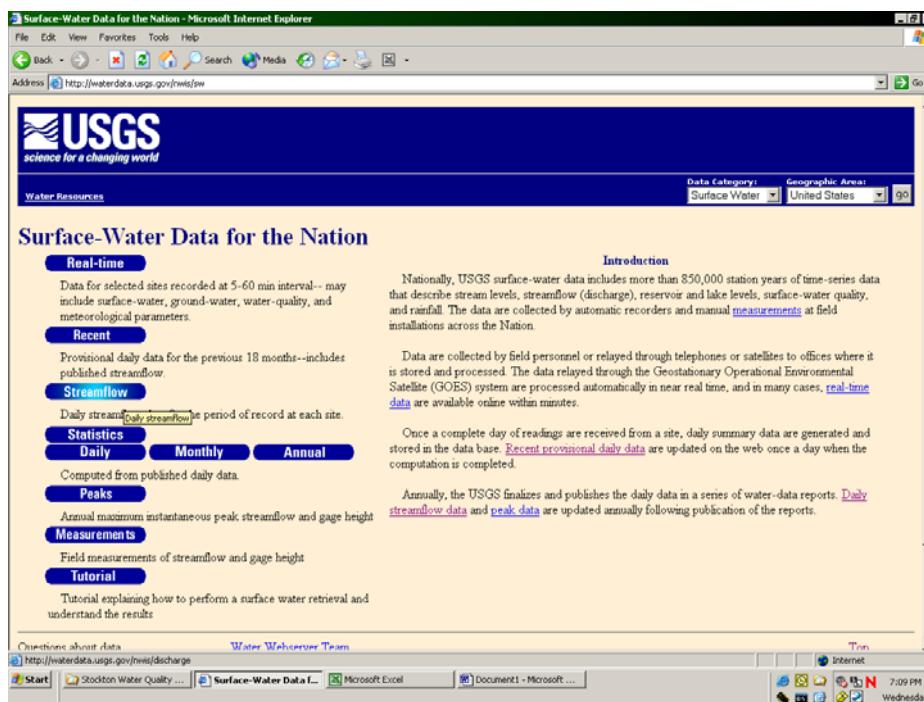 Surface-Water Data for the Nation - Microsoft Internet Explorer
File Edit View Favorites Tools Help
Back Search Media
Address http://waterdata.usgs.gov/nwis/sw Go
USGS
science for a changing world
Data Category: Geographic Area:
Water Resources Surface Water United States go
Surface-Water Data for the Nation
Real-time
Data for selected sites recorded at 5-60 min interval-- may
include surface-water, ground-water, water-quality, and
meteorological parameters.
Recent
Provisional daily data for the previous 18 months--includes
published streamflow.
Streamflow
Daily period of record at each site.
Daily streamflow
Statistics
Daily Monthly Annual
Computed from published daily data.
Peaks
Annual maximum instantaneous peak streamflow and gage height
Measurements
Field measurements of streamflow and gage height
Tutorial
Tutorial explaining how to perform a surface water retrieval and
understand the results
Introduction
Nationally, USGS surface-water data includes more than 850,000 station years of time-series data
that describe stream levels, streamflow (discharge), reservoir and lake levels, surface-water quality,
and rainfall. The data are collected by automatic recorders and manual measurements at field
installations across the Nation.
Data are collected by field personnel or relayed through telephones or satellites to offices where it
is stored and processed. The data relayed through the Geostationary Operational Environmental
Satellite (GOES) system are processed automatically in near real time, and in many cases, real-time
data are available online within minutes.
Once a complete day of readings are received from a site, daily summary data are generated and
stored in the data base. Recent provisional daily data are updated on the web once a day when the
computation is completed.
Annually, the USGS finalizes and publishes the daily data in a series of water-data reports. Daily
streamflow data and peak data are updated annually following publication of the reports.
Questions about data Water Webserver Team Top
http://waterdata.usgs.gov/nwis/discharge Internet
Start Stockton Water Quality ... Surface-Water Data f... Microsoft Excel Document1 - Microsoft ... 7:09 PM
Wednesda